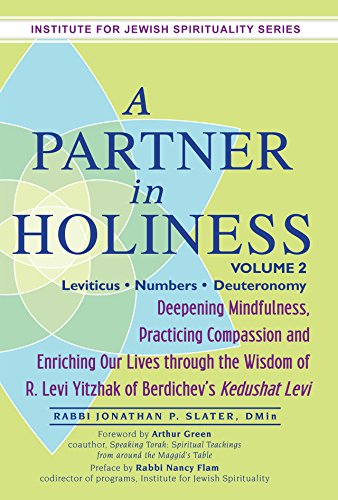 INSTITUTE FOR JEWISH SPIRITUALITY SERIES
A
PARTNER
in
HOLINESS
VOLUME 2
Leviticus • Numbers • Deuteronomy
Deepening Mindfulness,
Practicing Compassion and
Enriching Our Lives through the Wisdom of
R. Levi Yitzhak of Berdichev's Kedushat Levi
RABBI JONATHAN P. SLATER, DMin
Foreword by Arthur Green
coauthor, Speaking Torah: Spiritual Teachings
from around the Maggid's Table
Preface by Rabbi Nancy Flam
codirector of programs, Institute for Jewish Spirituality